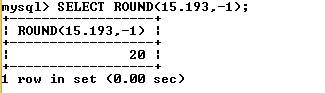 mysql> SELECT ROUND(15.193,-1);
+------------------+
| ROUND(15.193,-1) |
+------------------+
|               20 |
+------------------+
1 row in set (0.00 sec)